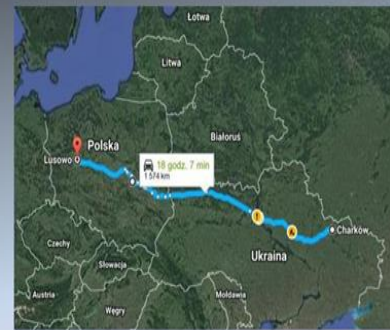 Łotwa
Litwa
Białoruś
Polska
Lusowo
18 godz. 7 min
1 574 km
Charków
Ukraina
Czechy
Słowacja
Austria
Węgry
Mołdawia